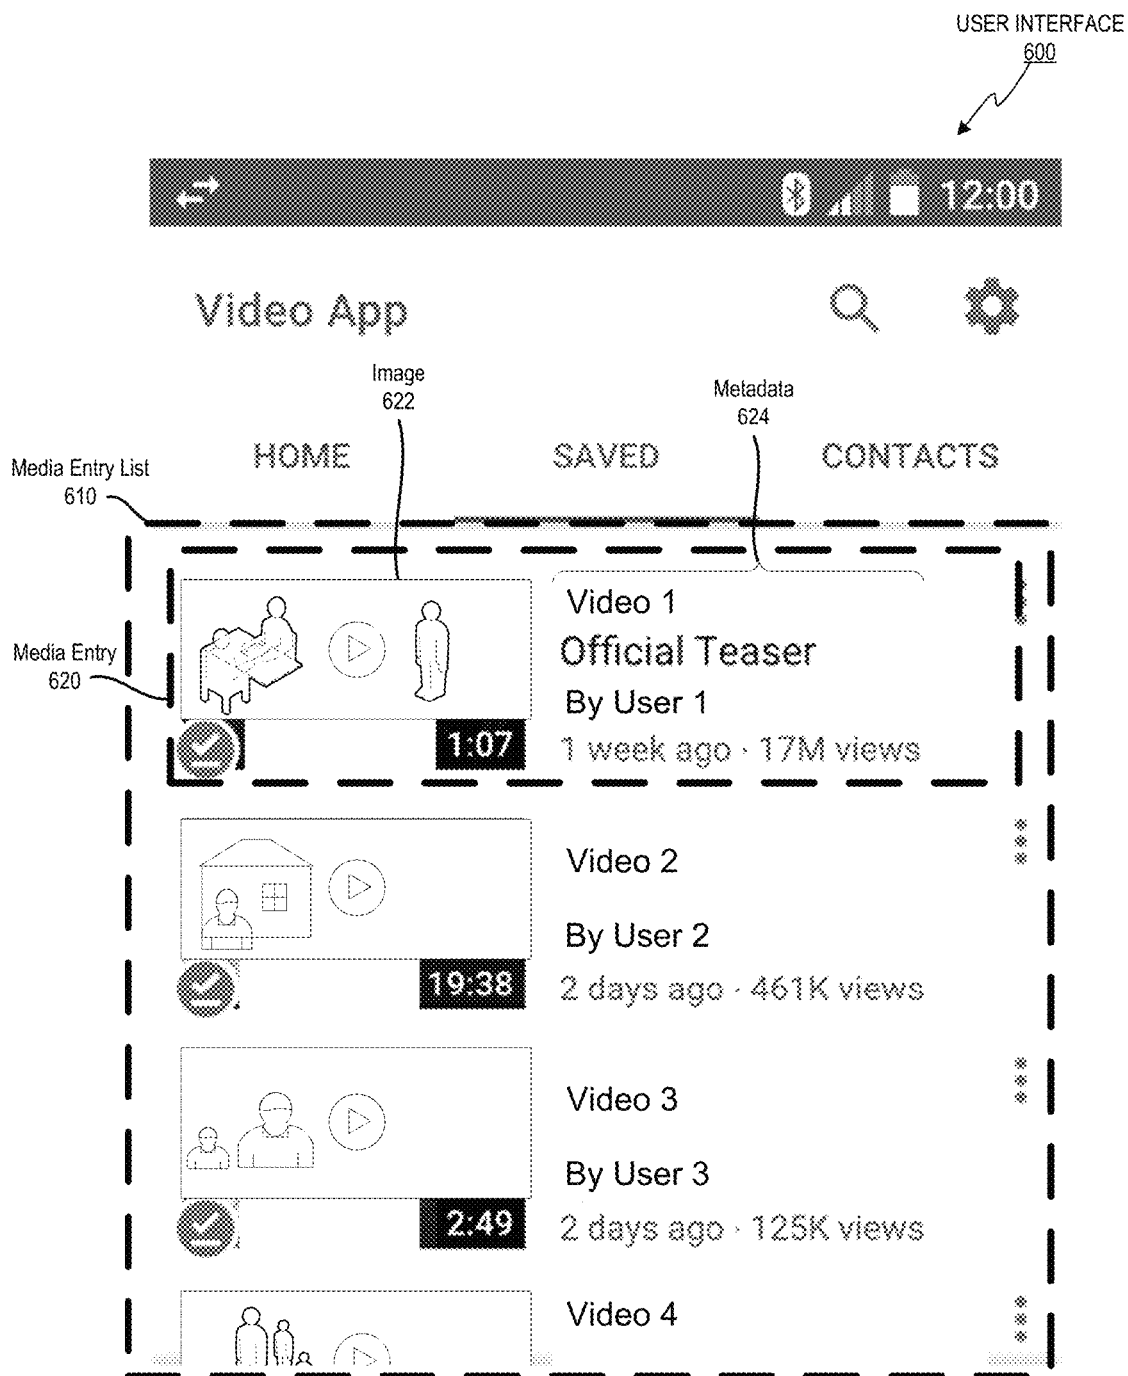 USER INTERFACE
600
12:00
Video App
Image
622
Metadata
624
HOME SAVED CONTACTS
Media Entry List
610
Media Entry
620
Video 1
Official Teaser
By User 1
1:07
1 week ago · 17M views
Video 2
By User 2
19:38
2 days ago · 461K views
Video 3
By User 3
2:49
2 days ago · 125K views
Video 4